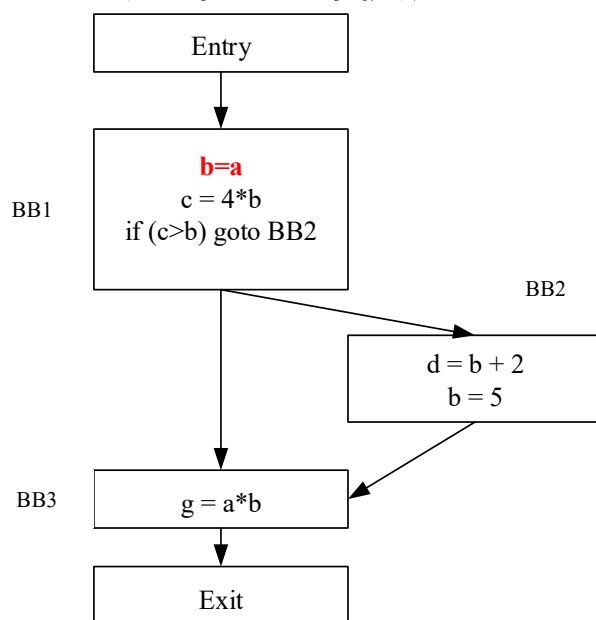 Entry
b=a
c = 4*b
if (c>b) goto BB2
BB1
BB2
d = b + 2
b = 5
BB3
g = a*b
Exit